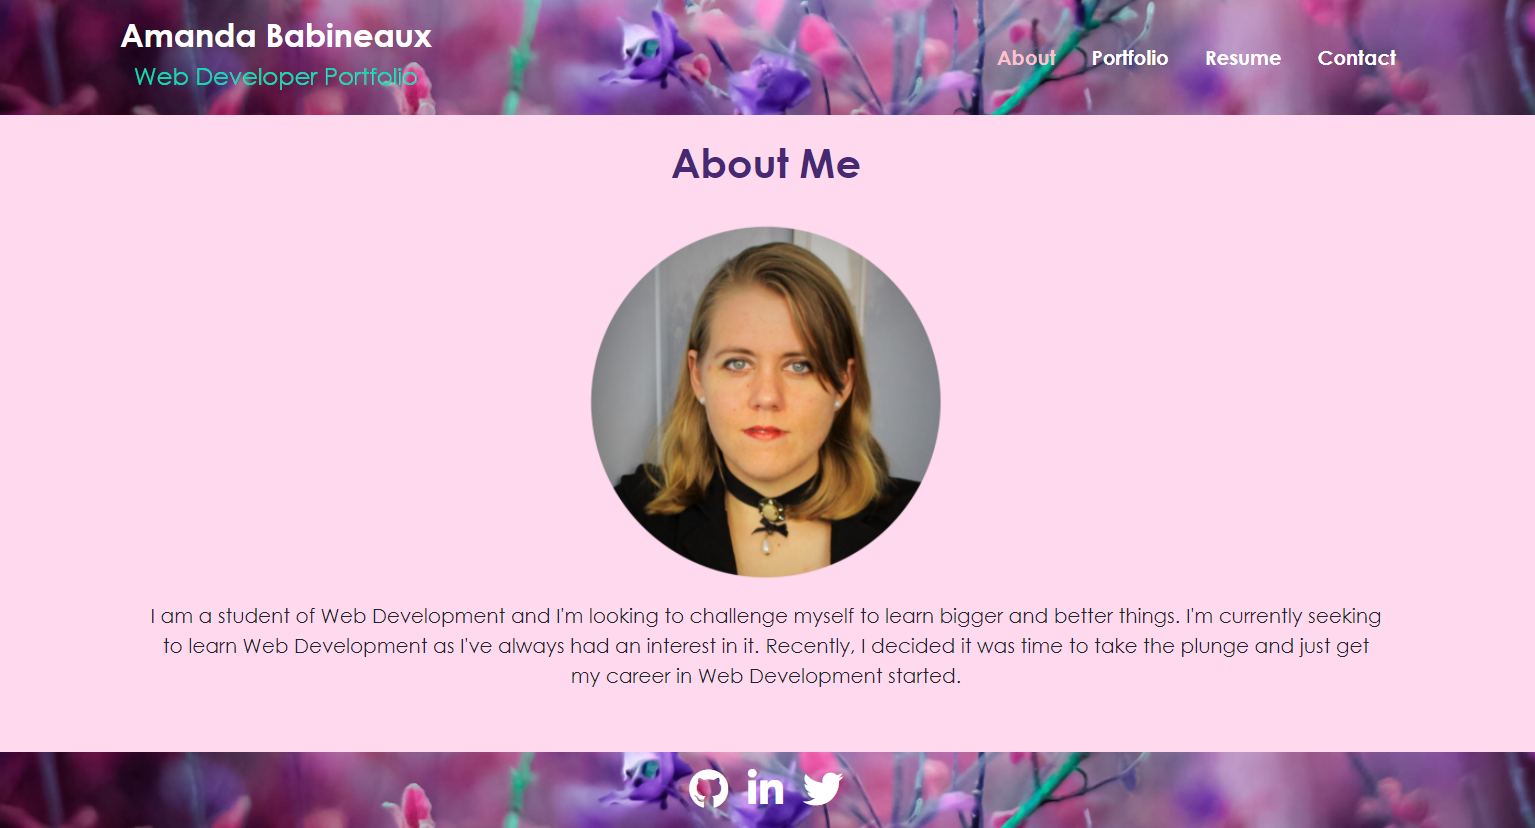 Amanda Babineaux
Web Developer Portfolio
About Portfolio Resume Contact
About Me
I am a student of Web Development and I'm looking to challenge myself to learn bigger and better things. I'm currently seeking
to learn Web Development as I've always had an interest in it. Recently, I decided it was time to take the plunge and just get
my career in Web Development started.
in